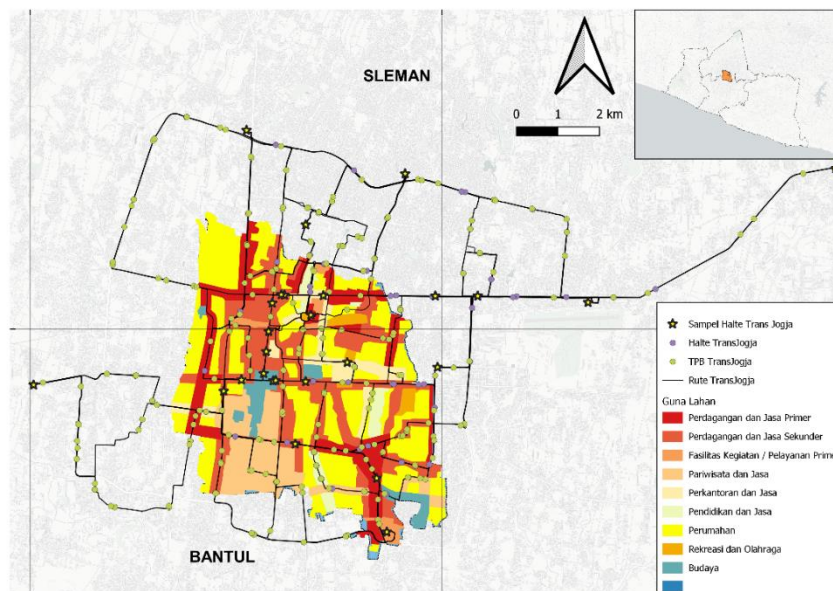 SLEMAN
0 1 2 km
Sampel Halte Trans Jogja
Halte TransJogja
TPB TransJogja
Rute TransJogja
Guna Lahan
Perdagangan dan Jasa Primer
Perdagangan dan Jasa Sekunder
Fasilitas Kegiatan / Pelayanan Prime
Pariwisata dan Jasa
Perkantoran dan Jasa
Pendidikan dan Jasa
Perumahan
Rekreasi dan Olahraga
Budaya
BANTUL